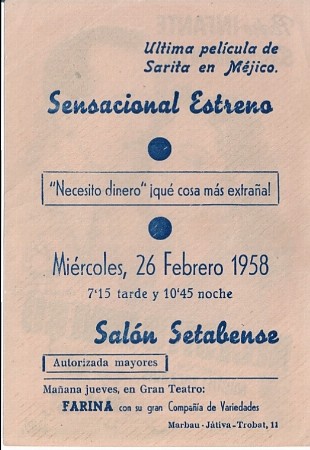 Ultima película de
Sarita en Méjico.
Sensacional Estreno
"Necesito dinero" ¡qué cosa más extraña!
Miércoles, 26 Febrero 1958
7'15 tarde y 10'45 noche
Salón Setabense
Autorizada mayores
Mañana jueves, en Gran Teatro:
FARINA con su gran Compañía de Variedades
Marbau - Játiva-Trobat, 11